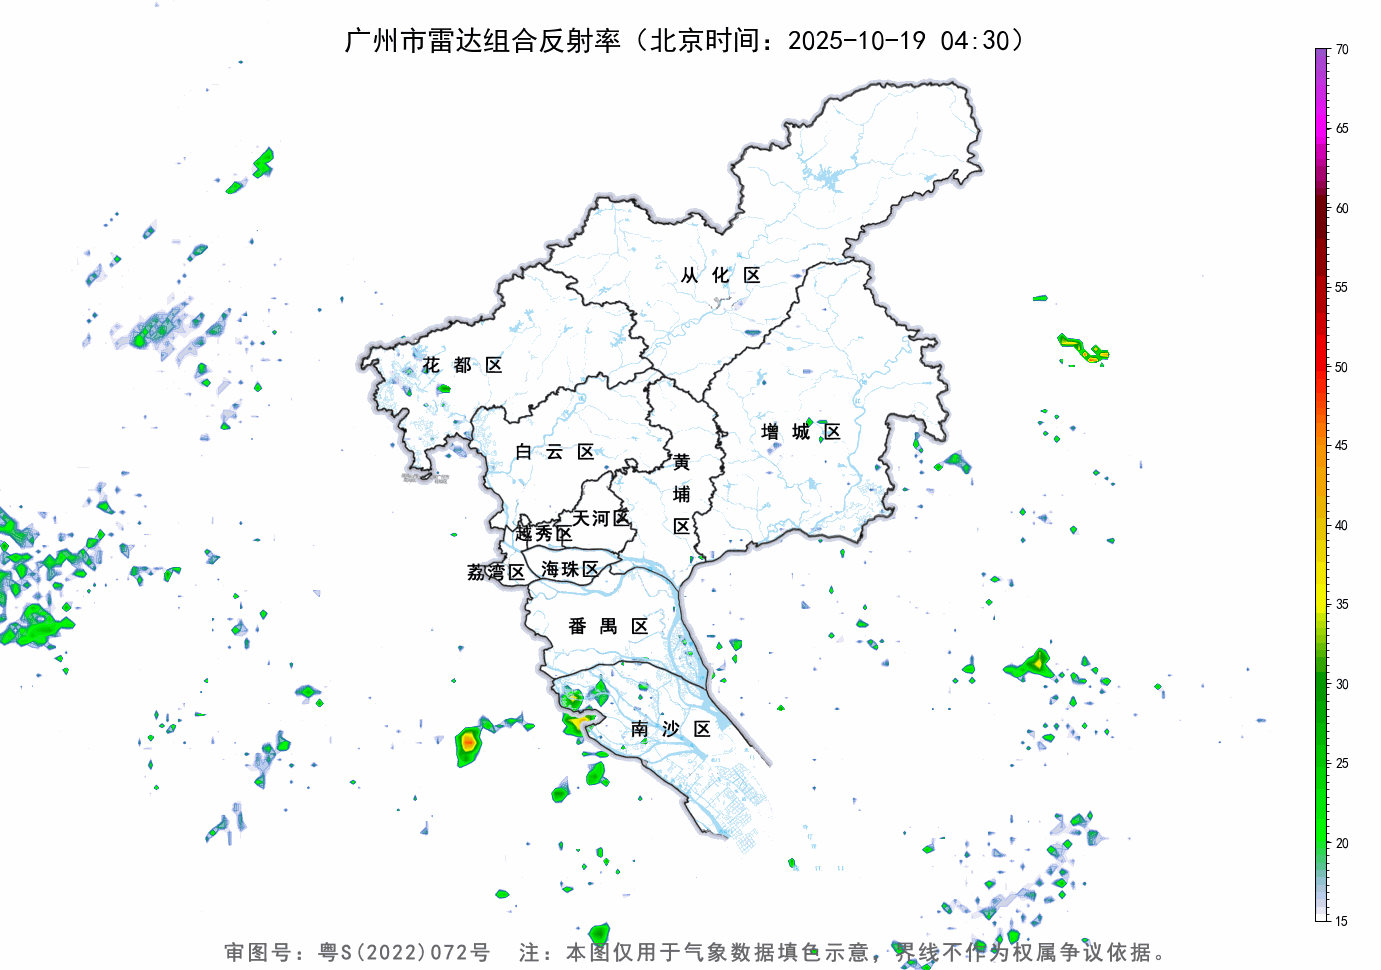 广州市雷达组合反射率（北京时间：2025-10-19 04:30）
70
65
60
55
50
45
40
35
30
25
20
15
从化区
花都区
增城区
白云区
黄埔区
天河区
越秀区
荔湾区
海珠区
番禺区
南沙区
审图号：粤S(2022)072号 注：本图仅用于气象数据填色示意，界线不作为权属争议依据。